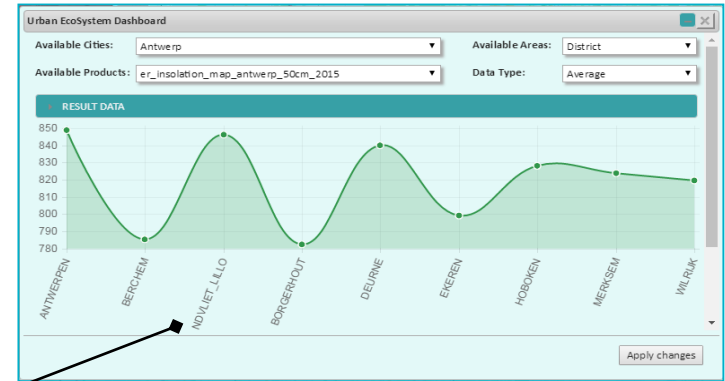 Urban EcoSystem Dashboard
Available Cities: Antwerp Available Areas: District
Available Products: er_insolation_map_antwerp_50cm_2015 Data Type: Average
RESULT DATA
850
840
830
820
810
800
790
780
ANTWERPEN
BERCHEM
NDVLIET_LILLO
BORGERHOUT
DEURNE
EKEREN
HOBOKEN
MERKSEM
WILRIJK
Apply changes